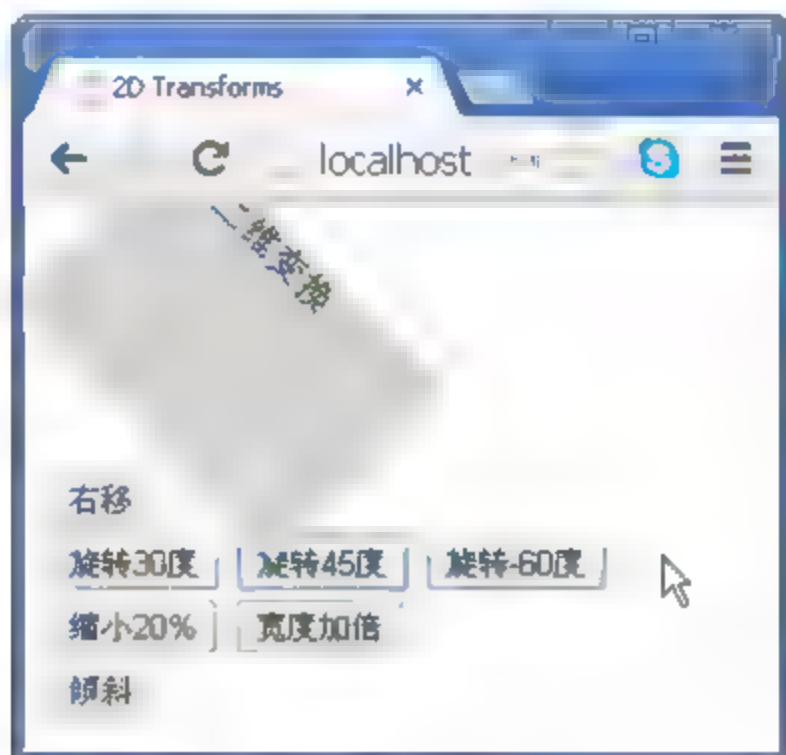 2D Transforms
localhost
维变换
右移
旋转30度 旋转45度 旋转-60度
缩小20% 宽度加倍
倾斜